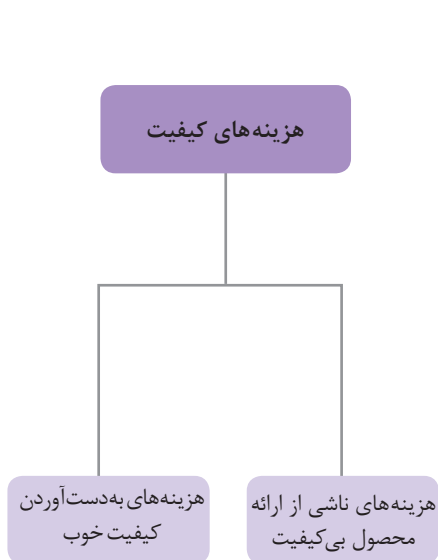 هزینه‌های کیفیت
هزینه‌های ناشی از ارائه
محصول بی‌کیفیت
هزینه‌های به‌دست‌آوردن
کیفیت خوب